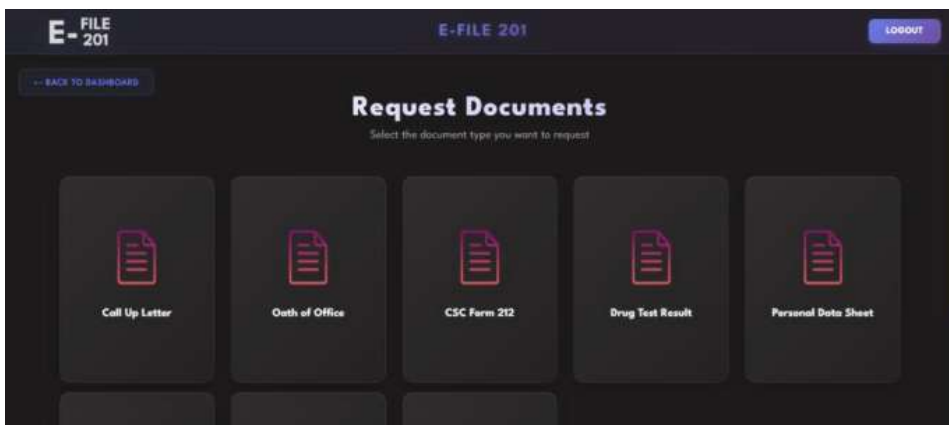 E- FILE
201
E-FILE 201
LOGOUT
← BACK TO DASHBOARD
Request Documents
Select the document type you want to request
Call Up Letter
Oath of Office
CSC Form 212
Drug Test Result
Personal Data Sheet